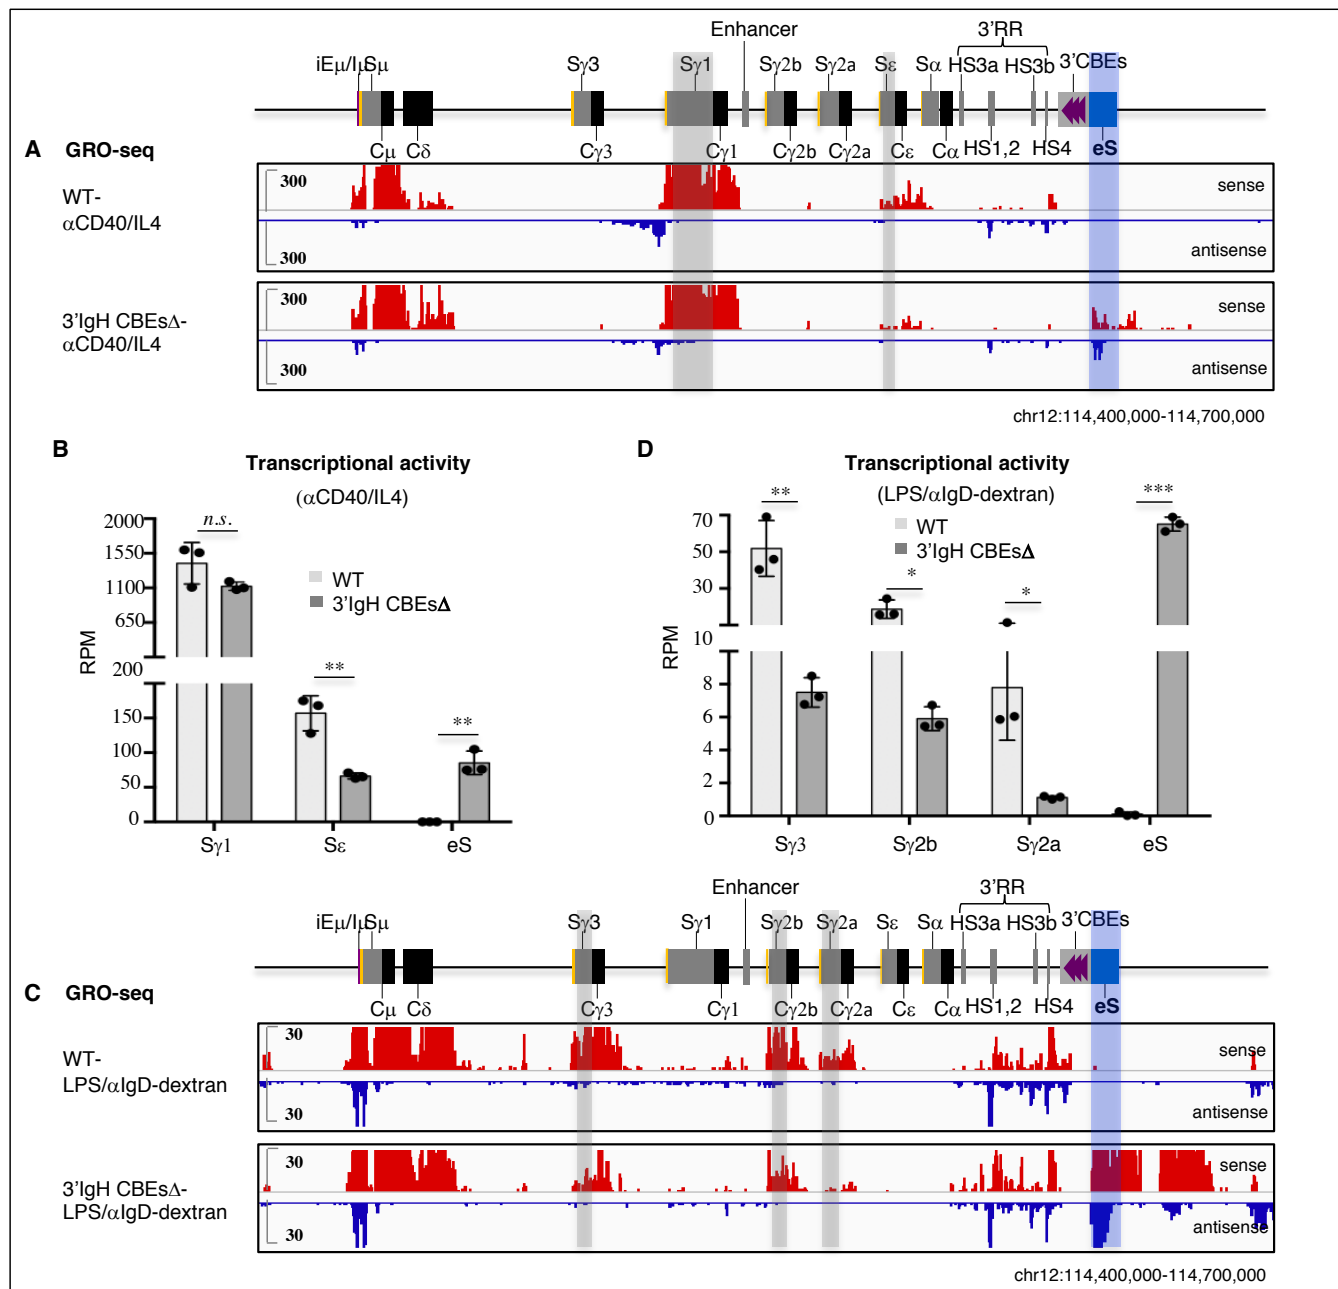 Enhancer 3'RR
iEμ/IμSμ Sγ3 Sγ1 Sγ2b Sγ2a Sε Sα HS3a HS3b 3'CBEs
Cμ Cδ Cγ3 Cγ1 Cγ2b Cγ2a Cε Cα HS1,2 HS4 eS
A GRO-seq
WT-
αCD40/IL4
300
300
sense
antisense
3'IgH CBEsΔ-
αCD40/IL4
300
300
sense
antisense
chr12:114,400,000-114,700,000
B
Transcriptional activity
(αCD40/IL4)
RPM
2000
1550
1100
650
200
150
100
50
0
n.s.
**
**
WT
3'IgH CBEsΔ
Sγ1 Sε eS
D
Transcriptional activity
(LPS/αIgD-dextran)
RPM
70
50
30
10
8
6
4
2
0
**
*
*
***
WT
3'IgH CBEsΔ
Sγ3 Sγ2b Sγ2a eS
Enhancer 3'RR
iEμ/IμSμ Sγ3 Sγ1 Sγ2b Sγ2a Sε Sα HS3a HS3b 3'CBEs
Cμ Cδ Cγ3 Cγ1 Cγ2b Cγ2a Cε Cα HS1,2 HS4 eS
C GRO-seq
WT-
LPS/αIgD-dextran
30
30
sense
antisense
3'IgH CBEsΔ-
LPS/αIgD-dextran
30
30
sense
antisense
chr12:114,400,000-114,700,000